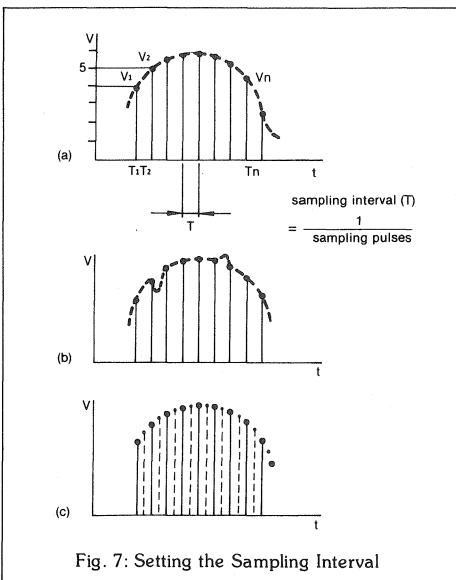 V
V₂
5
V₁
Vn
(a)
T₁T₂
Tn
t
T
sampling interval (T)
= 1
sampling pulses
V
(b)
t
V
(c)
t
Fig. 7: Setting the Sampling Interval